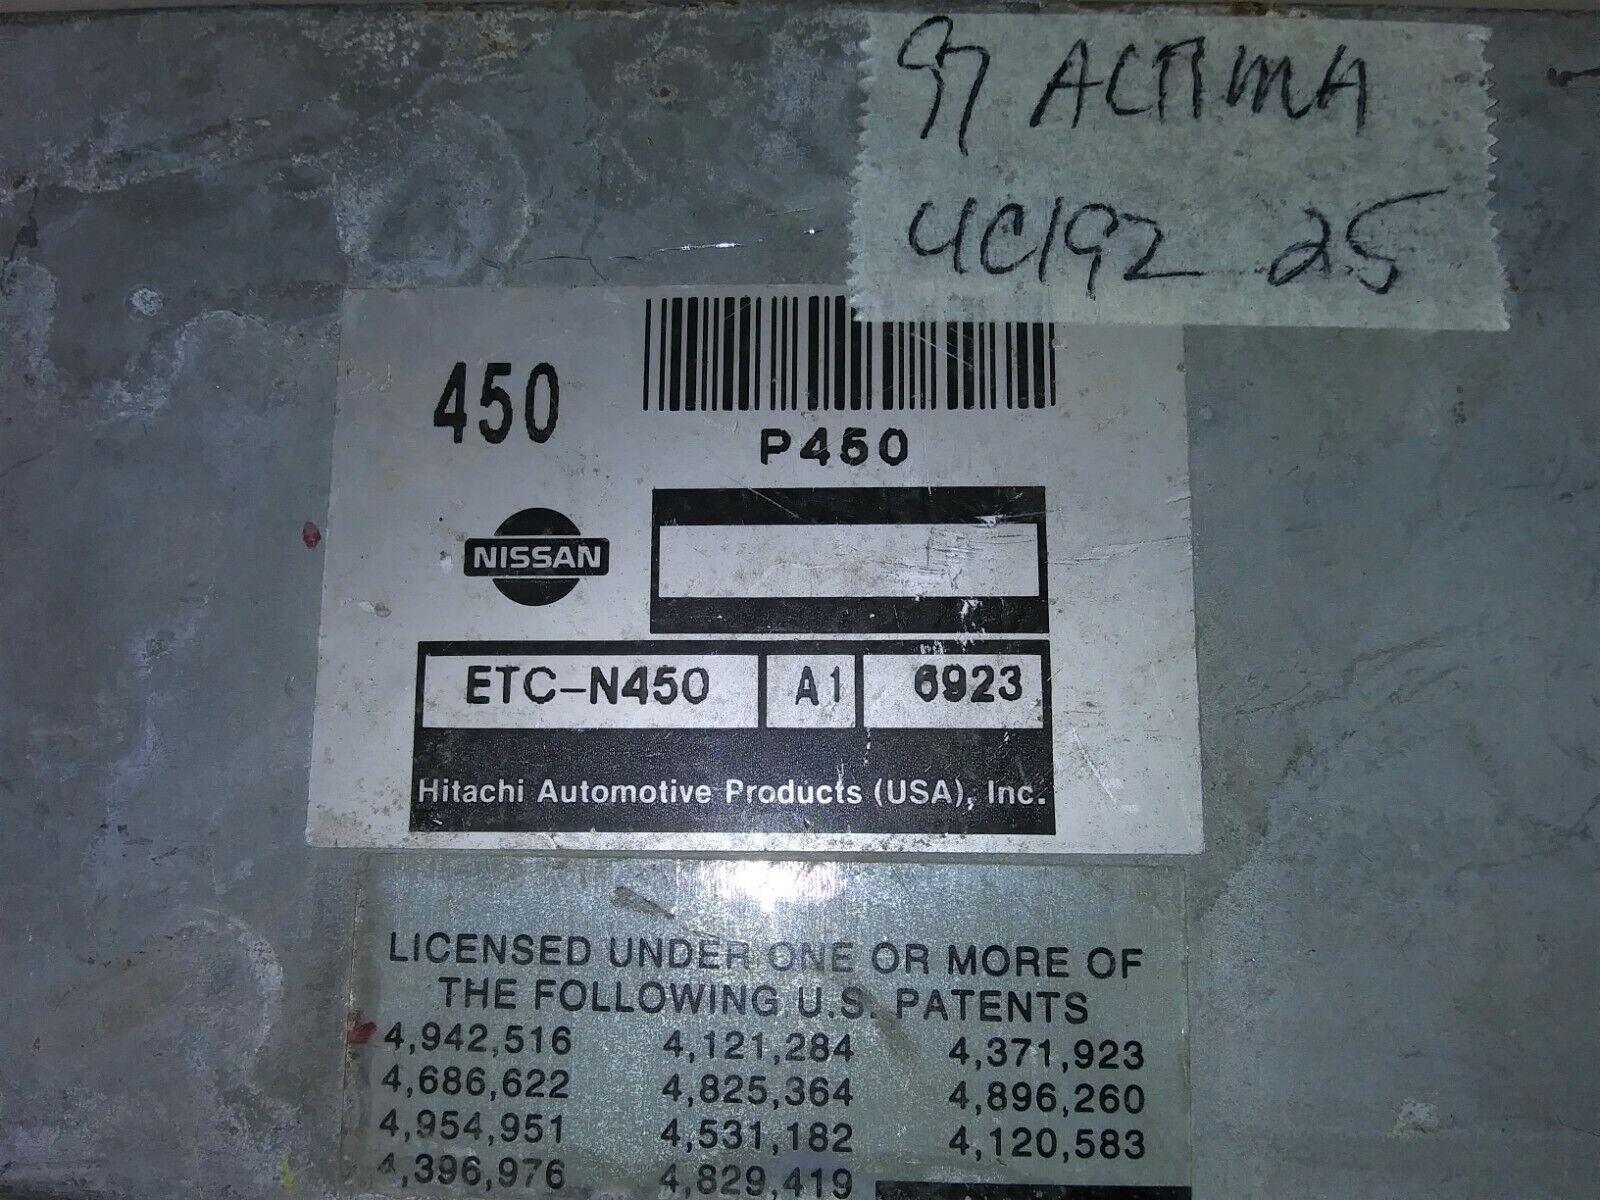 97 ALTIMA
4C192 25
450
P450
NISSAN
ETC-N450 A1 6923
Hitachi Automotive Products (USA), Inc.
LICENSED UNDER ONE OR MORE OF
THE FOLLOWING U.S. PATENTS
4,942,516 4,121,284 4,371,923
4,686,622 4,825,364 4,896,260
4,954,951 4,531,182 4,120,583
4,396,976 4,829,419